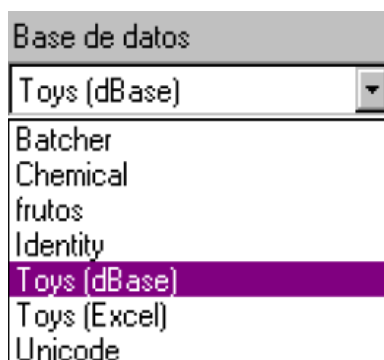 Base de datos
Toys (dBase)
Batcher
Chemical
frutos
Identity
Toys (dBase)
Toys (Excel)
Unicode